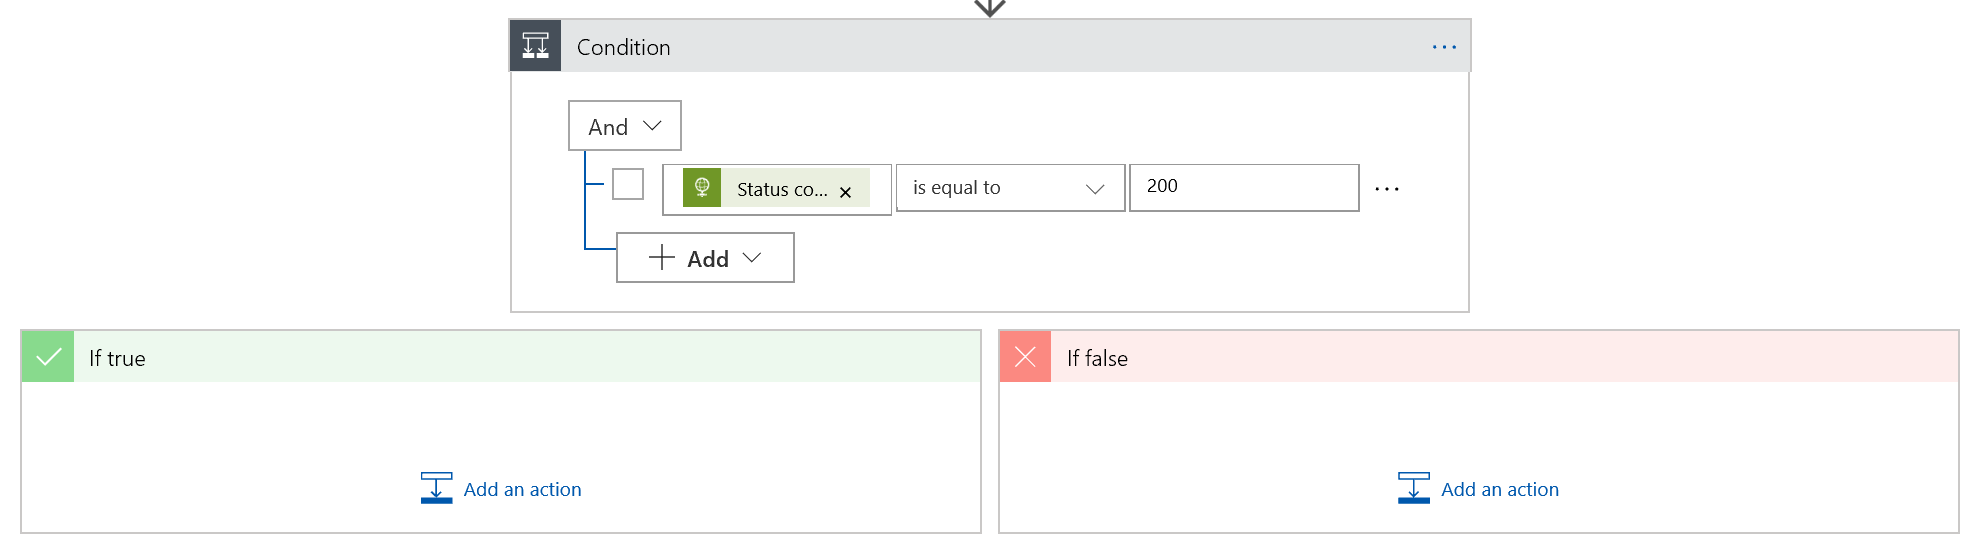 Condition
And
Status co... is equal to 200
Add
If true
If false
Add an action
Add an action